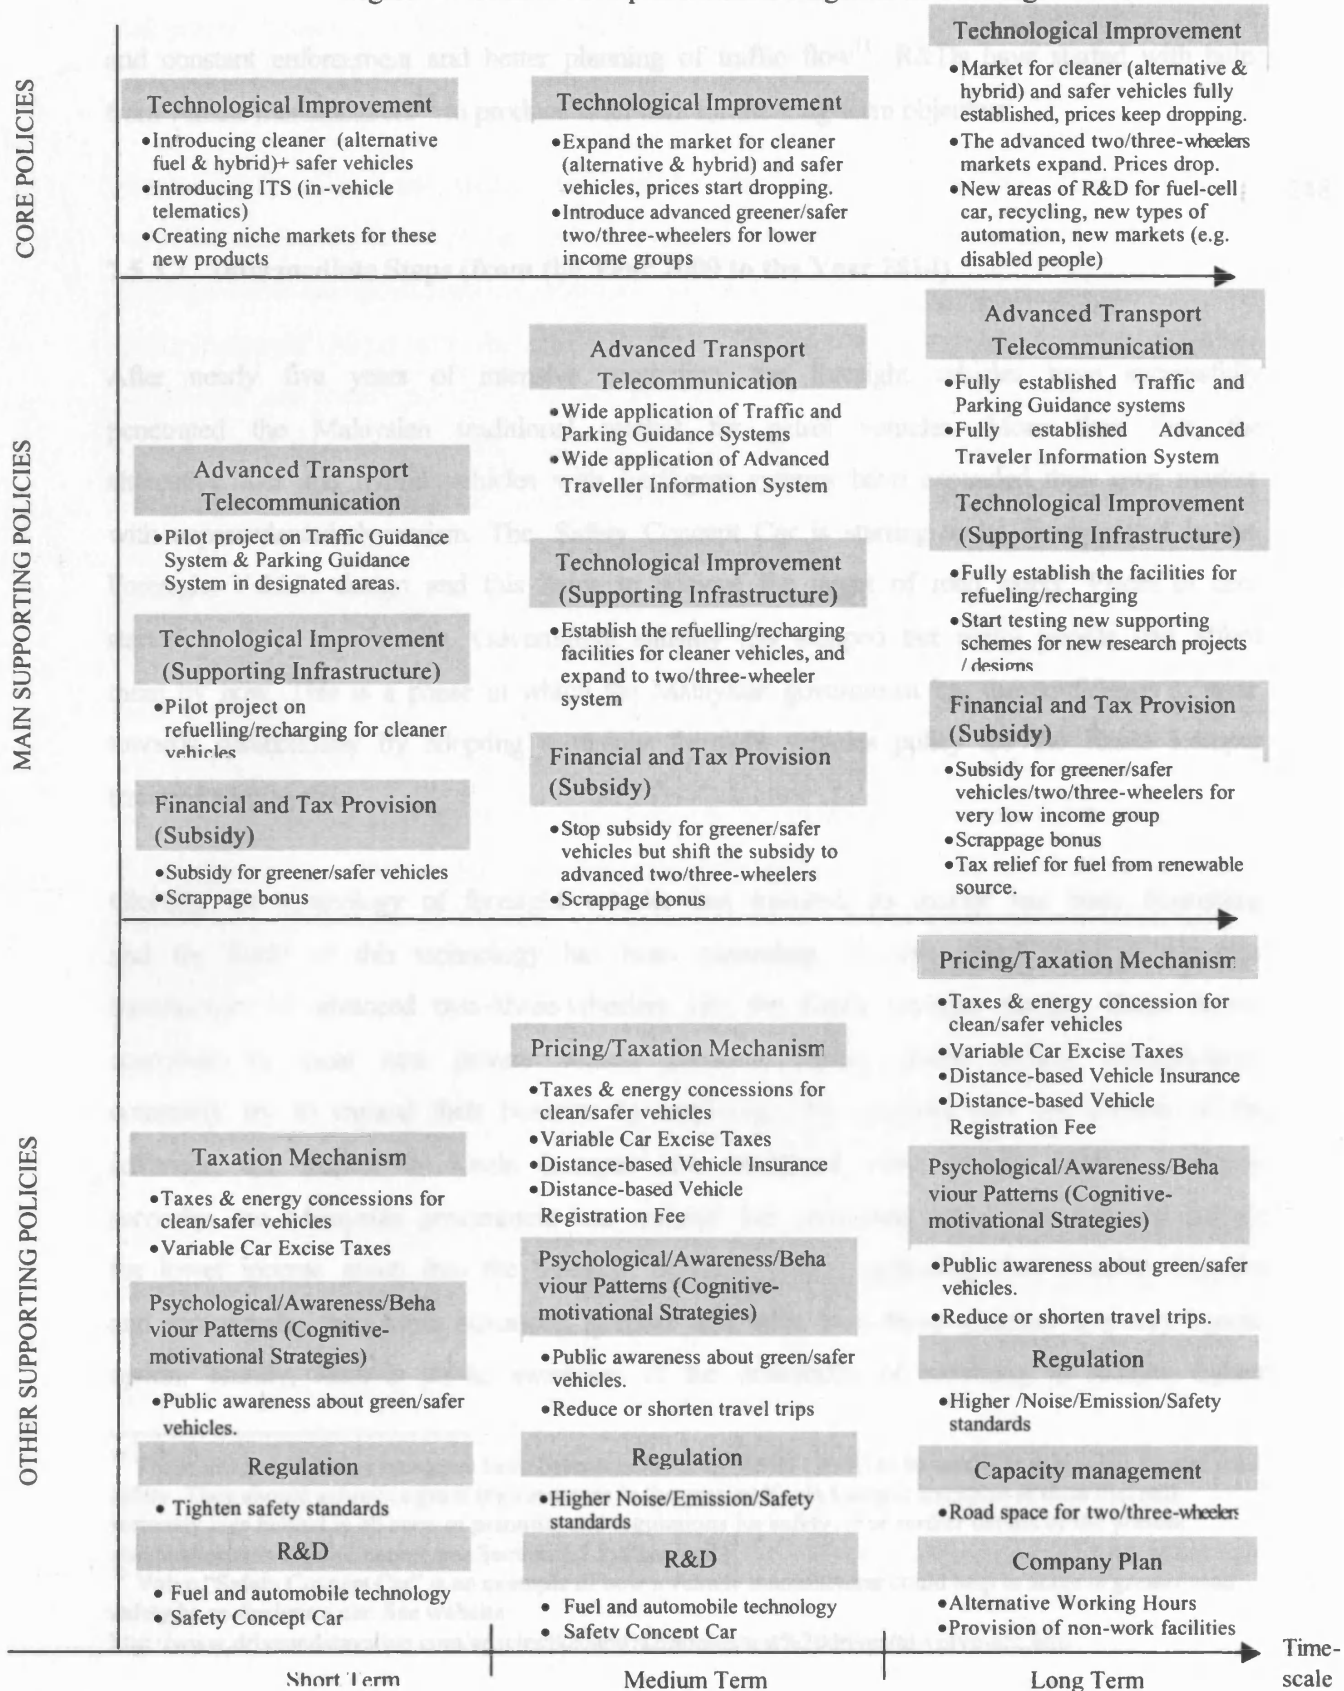 CORE POLICIES
Technological Improvement
•Introducing cleaner (alternative
fuel & hybrid)+ safer vehicles
•Introducing ITS (in-vehicle
telematics)
•Creating niche markets for these
new products
Technological Improvement
•Expand the market for cleaner
(alternative & hybrid) and safer
vehicles, prices start dropping.
•Introduce advanced greener/safer
two/three-wheelers for lower
income groups
Technological Improvement
•Market for cleaner (alternative &
hybrid) and safer vehicles fully
established, prices keep dropping.
•The advanced two/three-wheelers
markets expand. Prices drop.
•New areas of R&D for fuel-cell
car, recycling, new types of
automation, new markets (e.g.
disabled people)
MAIN SUPPORTING POLICIES
Advanced Transport
Telecommunication
•Pilot project on Traffic Guidance
System & Parking Guidance
System in designated areas.
Technological Improvement
(Supporting Infrastructure)
•Pilot project on
refuelling/recharging for cleaner
vehicles
Financial and Tax Provision
(Subsidy)
•Subsidy for greener/safer vehicles
•Scrappage bonus
Advanced Transport
Telecommunication
•Wide application of Traffic and
Parking Guidance Systems
•Wide application of Advanced
Traveller Information System
Technological Improvement
(Supporting Infrastructure)
•Establish the refuelling/recharging
facilities for cleaner vehicles, and
expand to two/three-wheeler
system
Financial and Tax Provision
(Subsidy)
•Stop subsidy for greener/safer
vehicles but shift the subsidy to
advanced two/three-wheelers
•Scrappage bonus
Advanced Transport
Telecommunication
•Fully established Traffic and
Parking Guidance systems
•Fully established Advanced
Traveler Information System
Technological Improvement
(Supporting Infrastructure)
•Fully establish the facilities for
refueling/recharging
•Start testing new supporting
schemes for new research projects
/ designs
Financial and Tax Provision
(Subsidy)
•Subsidy for greener/safer
vehicles/two/three-wheelers for
very low income group
•Scrappage bonus
•Tax relief for fuel from renewable
source.
OTHER SUPPORTING POLICIES
Taxation Mechanism
•Taxes & energy concessions for
clean/safer vehicles
•Variable Car Excise Taxes
Psychological/Awareness/Beha
viour Patterns (Cognitive-
motivational Strategies)
•Public awareness about green/safer
vehicles.
Regulation
• Tighten safety standards
R&D
• Fuel and automobile technology
• Safety Concept Car
Pricing/Taxation Mechanism
•Taxes & energy concessions for
clean/safer vehicles
•Variable Car Excise Taxes
•Distance-based Vehicle Insurance
•Distance-based Vehicle
Registration Fee
Psychological/Awareness/Beha
viour Patterns (Cognitive-
motivational Strategies)
•Public awareness about green/safer
vehicles.
•Reduce or shorten travel trips
Regulation
•Higher Noise/Emission/Safety
standards
R&D
• Fuel and automobile technology
• Safety Concept Car
Pricing/Taxation Mechanism
•Taxes & energy concession for
clean/safer vehicles
•Variable Car Excise Taxes
•Distance-based Vehicle Insurance
•Distance-based Vehicle
Registration Fee
Psychological/Awareness/Beha
viour Patterns (Cognitive-
motivational Strategies)
•Public awareness about green/safer
vehicles.
•Reduce or shorten travel trips.
Regulation
•Higher /Noise/Emission/Safety
standards
Capacity management
•Road space for two/three-wheelers
Company Plan
•Alternative Working Hours
•Provision of non-work facilities
Short Term
Medium Term
Long Term
Time-
scale